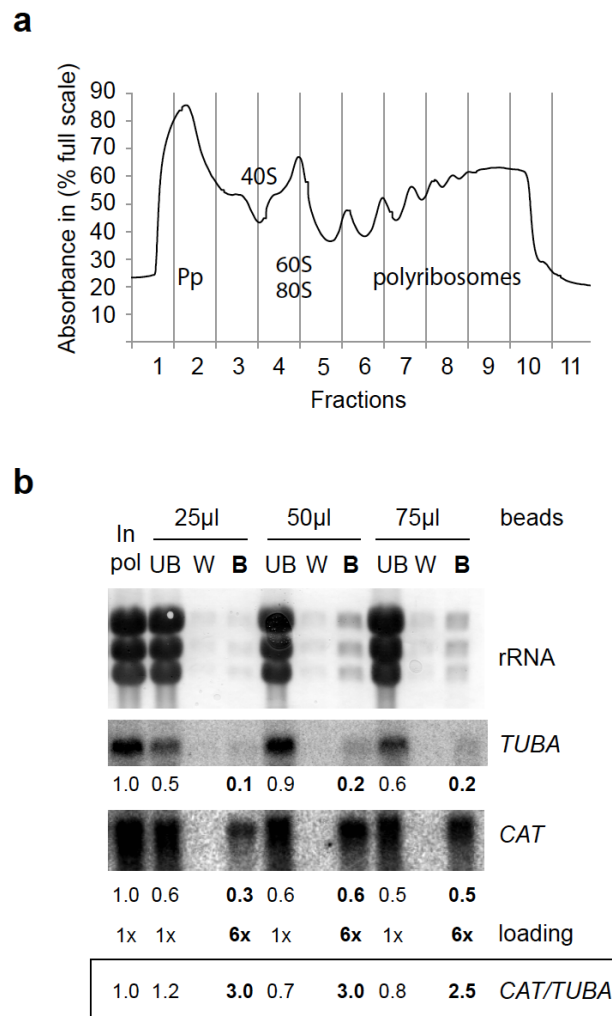 a
Absorbance in (% full scale)
90
80
70
60
50
40
30
20
10
40S
Pp
60S
80S
polyribosomes
1 2 3 4 5 6 7 8 9 10 11
Fractions
b
25µl 50µl 75µl beads
In
pol UB W B UB W B UB W B
rRNA
TUBA
1.0 0.5 0.1 0.9 0.2 0.6 0.2
CAT
1.0 0.6 0.3 0.6 0.6 0.5 0.5
1x 1x 6x 1x 6x 1x 6x loading
1.0 1.2 3.0 0.7 3.0 0.8 2.5 CAT/TUBA